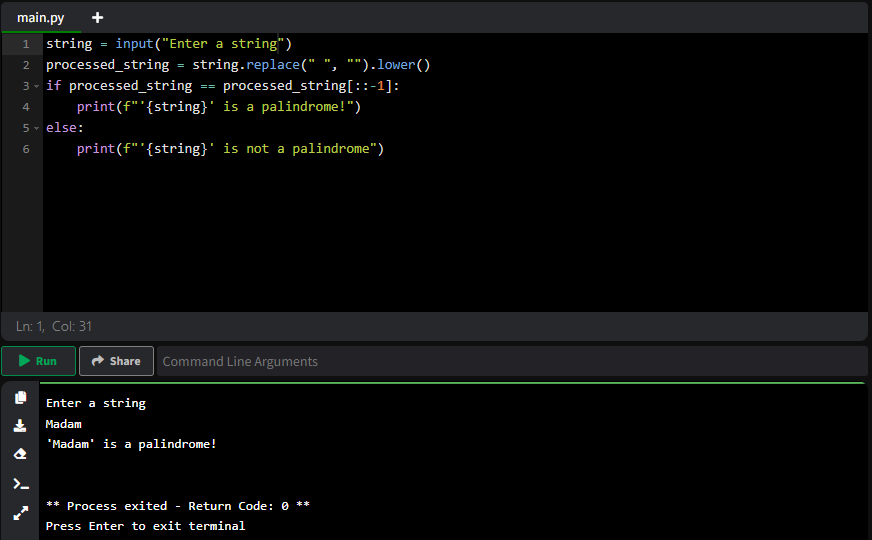 main.py +
1 string = input("Enter a string")
2 processed_string = string.replace(" ", "").lower()
3 if processed_string == processed_string[::-1]:
4     print(f"'{string}' is a palindrome!")
5 else:
6     print(f"'{string}' is not a palindrome")
Ln: 1, Col: 31
Run Share Command Line Arguments
Enter a string
Madam
'Madam' is a palindrome!
** Process exited - Return Code: 0 **
Press Enter to exit terminal